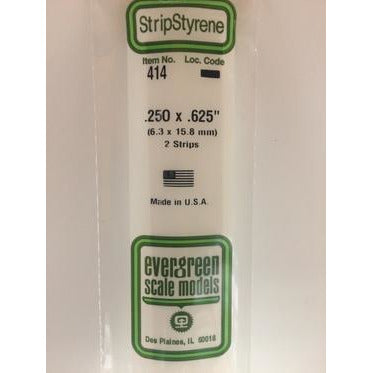 StripStyrene
Item No. Loc. Code
414
.250 x .625"
(6.3 x 15.8 mm)
2 Strips
Made in U.S.A.
evergreen
scale models
Des Plaines, IL 60018